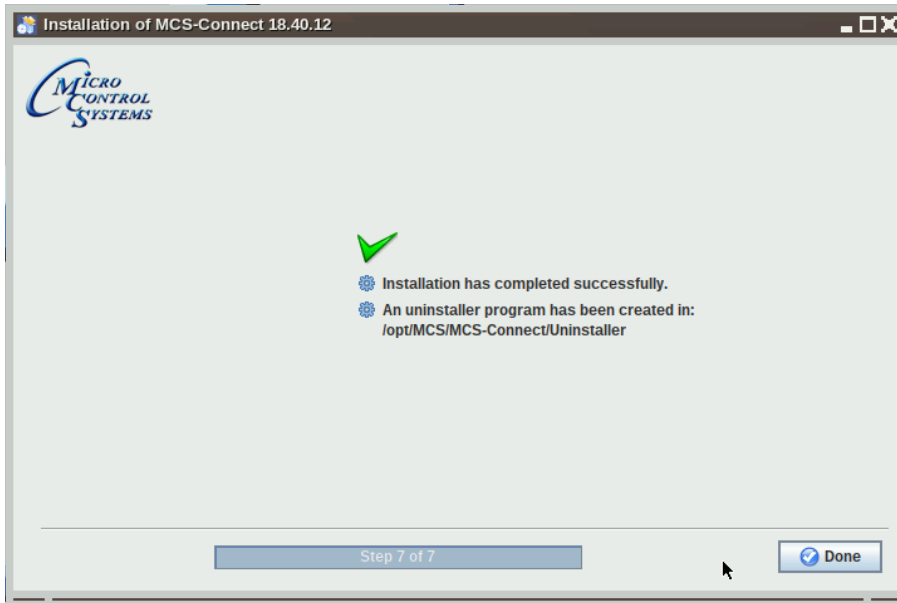 Installation of MCS-Connect 18.40.12
MICRO
CONTROL
SYSTEMS
Installation has completed successfully.
An uninstaller program has been created in:
/opt/MCS/MCS-Connect/Uninstaller
Step 7 of 7
Done